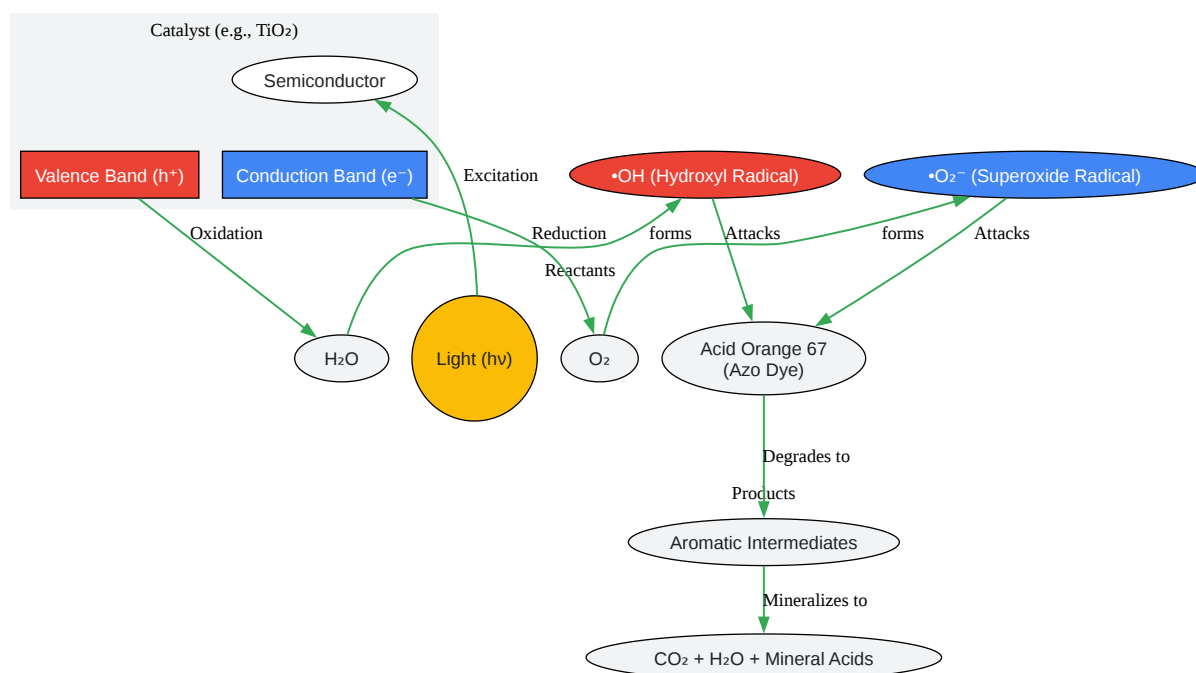 Catalyst (e.g., TiO₂)
Semiconductor
Valence Band (h⁺)
Conduction Band (e⁻)
Excitation
•OH (Hydroxyl Radical)
•O₂⁻ (Superoxide Radical)
Oxidation
Reduction
forms
Attacks
forms
Attacks
Reactants
H₂O
Light (hν)
O₂
Acid Orange 67
(Azo Dye)
Degrades to
Products
Aromatic Intermediates
Mineralizes to
CO₂ + H₂O + Mineral Acids